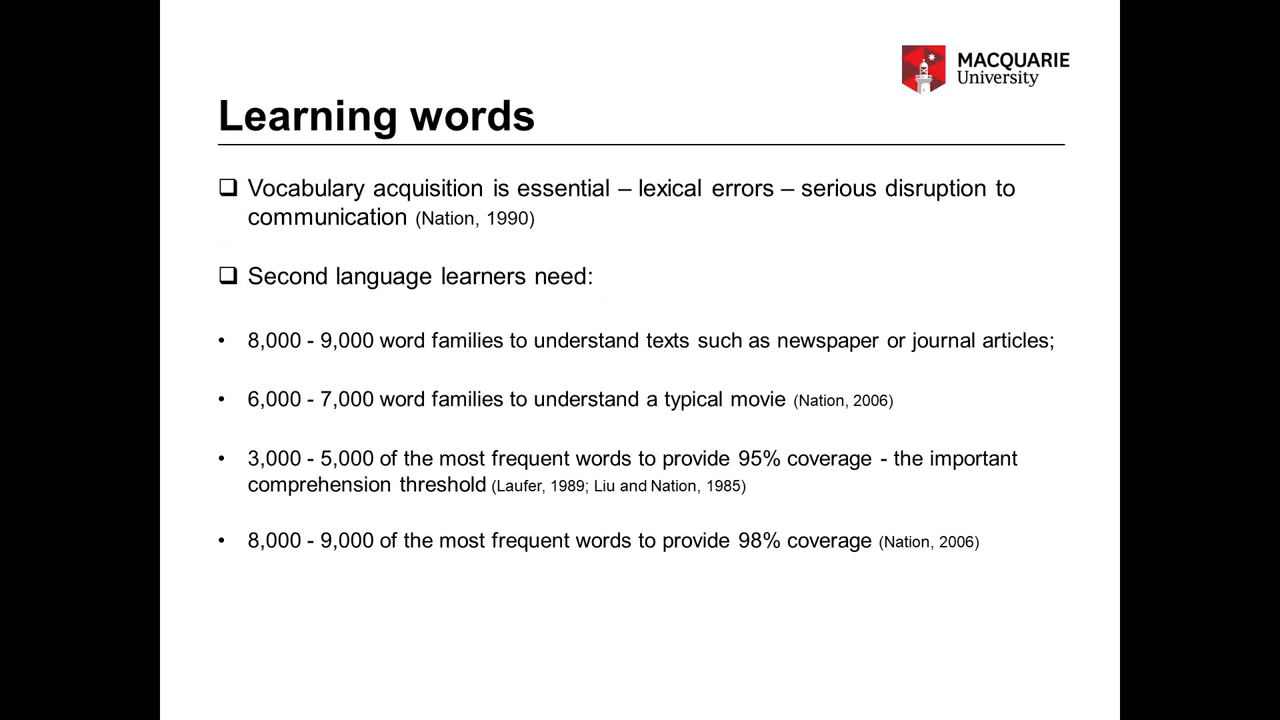 MACQUARIE
University
Learning words
❑ Vocabulary acquisition is essential – lexical errors – serious disruption to
communication (Nation, 1990)
❑ Second language learners need:
• 8,000 - 9,000 word families to understand texts such as newspaper or journal articles;
• 6,000 - 7,000 word families to understand a typical movie (Nation, 2006)
• 3,000 - 5,000 of the most frequent words to provide 95% coverage - the important
comprehension threshold (Laufer, 1989; Liu and Nation, 1985)
• 8,000 - 9,000 of the most frequent words to provide 98% coverage (Nation, 2006)